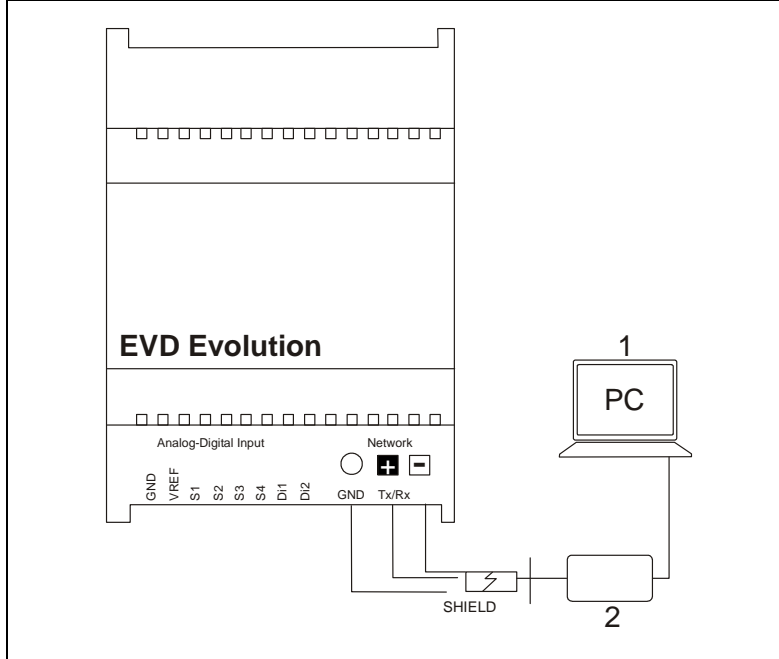 EVD Evolution
1
PC
Analog-Digital Input
Network
+
-
GND
VREF
S1
S2
S3
S4
Di1
Di2
GND
Tx/Rx
SHIELD
2